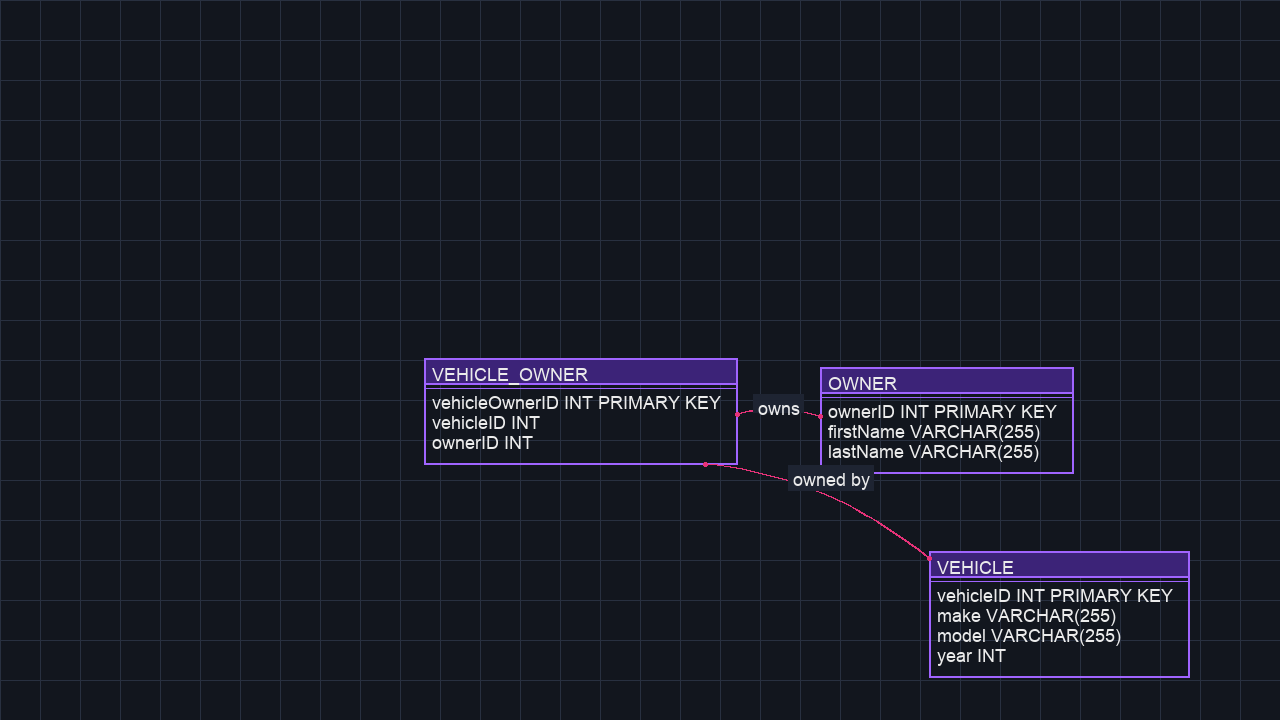 VEHICLE_OWNER
vehicleOwnerID INT PRIMARY KEY
vehicleID INT
ownerID INT
owns
OWNER
ownerID INT PRIMARY KEY
firstName VARCHAR(255)
lastName VARCHAR(255)
owned by
VEHICLE
vehicleID INT PRIMARY KEY
make VARCHAR(255)
model VARCHAR(255)
year INT